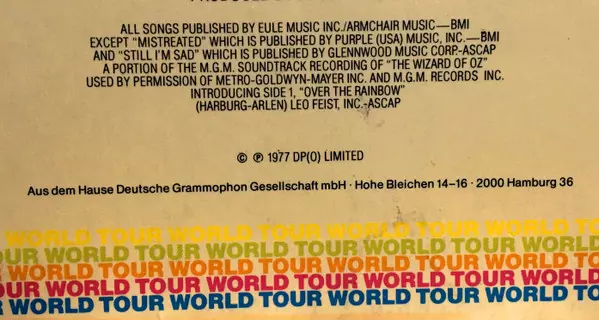 ALL SONGS PUBLISHED BY EULE MUSIC INC./ARMCHAIR MUSIC—BMI
EXCEPT "MISTREATED" WHICH IS PUBLISHED BY PURPLE (USA) MUSIC, INC.—BMI
AND "STILL I'M SAD" WHICH IS PUBLISHED BY GLENNWOOD MUSIC CORP.-ASCAP
A PORTION OF THE M.G.M. SOUNDTRACK RECORDING OF "THE WIZARD OF OZ"
USED BY PERMISSION OF METRO-GOLDWYN-MAYER INC. AND M.G.M. RECORDS INC.
INTRODUCING SIDE 1, "OVER THE RAINBOW"
(HARBURG-ARLEN) LEO FEIST, INC.-ASCAP
© ℗ 1977 DP(O) LIMITED
Aus dem Hause Deutsche Grammophon Gesellschaft mbH · Hohe Bleichen 14–16 · 2000 Hamburg 36
WORLD TOUR WORLD TOUR WORLD TOUR WORLD TOUR
OUR WORLD TOUR WORLD TOUR WORLD TOUR WORLD
WORLD TOUR WORLD TOUR WORLD TOUR WORLD TOUR
OUR WORLD TOUR WORLD TOUR WORLD TOUR WORLD
R WORLD TOUR WORLD TOUR WORLD TOUR WORLD TOUR